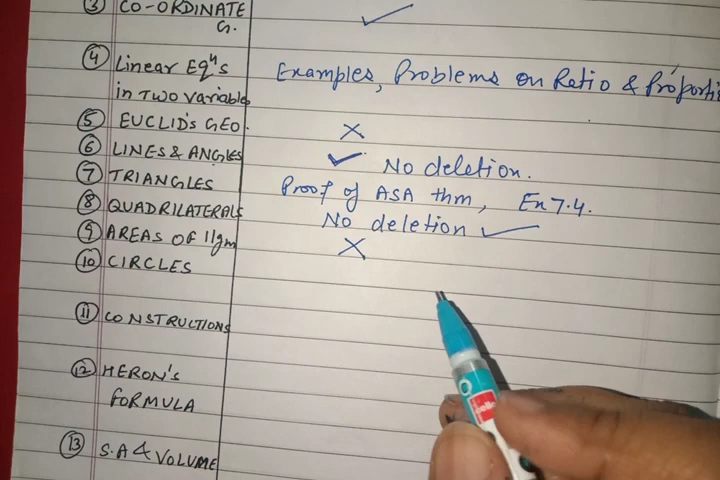 ③ CO-ORDINATE
G. ✓
④ Linear Eqⁿs
in Two Variable
Examples, Problems on Ratio & Proporti
⑤ EUCLID's GEO. ×
⑥ LINES & ANGLES ✓ No deletion.
⑦ TRIANGLES Proof of ASA thm, Ex 7.4.
⑧ QUADRILATERALS No deletion ✓
⑨ AREAS OF llgm ×
⑩ CIRCLES
⑪ CONSTRUCTIONS
⑫ HERON's
FORMULA
⑬ S.A & VOLUME
cello